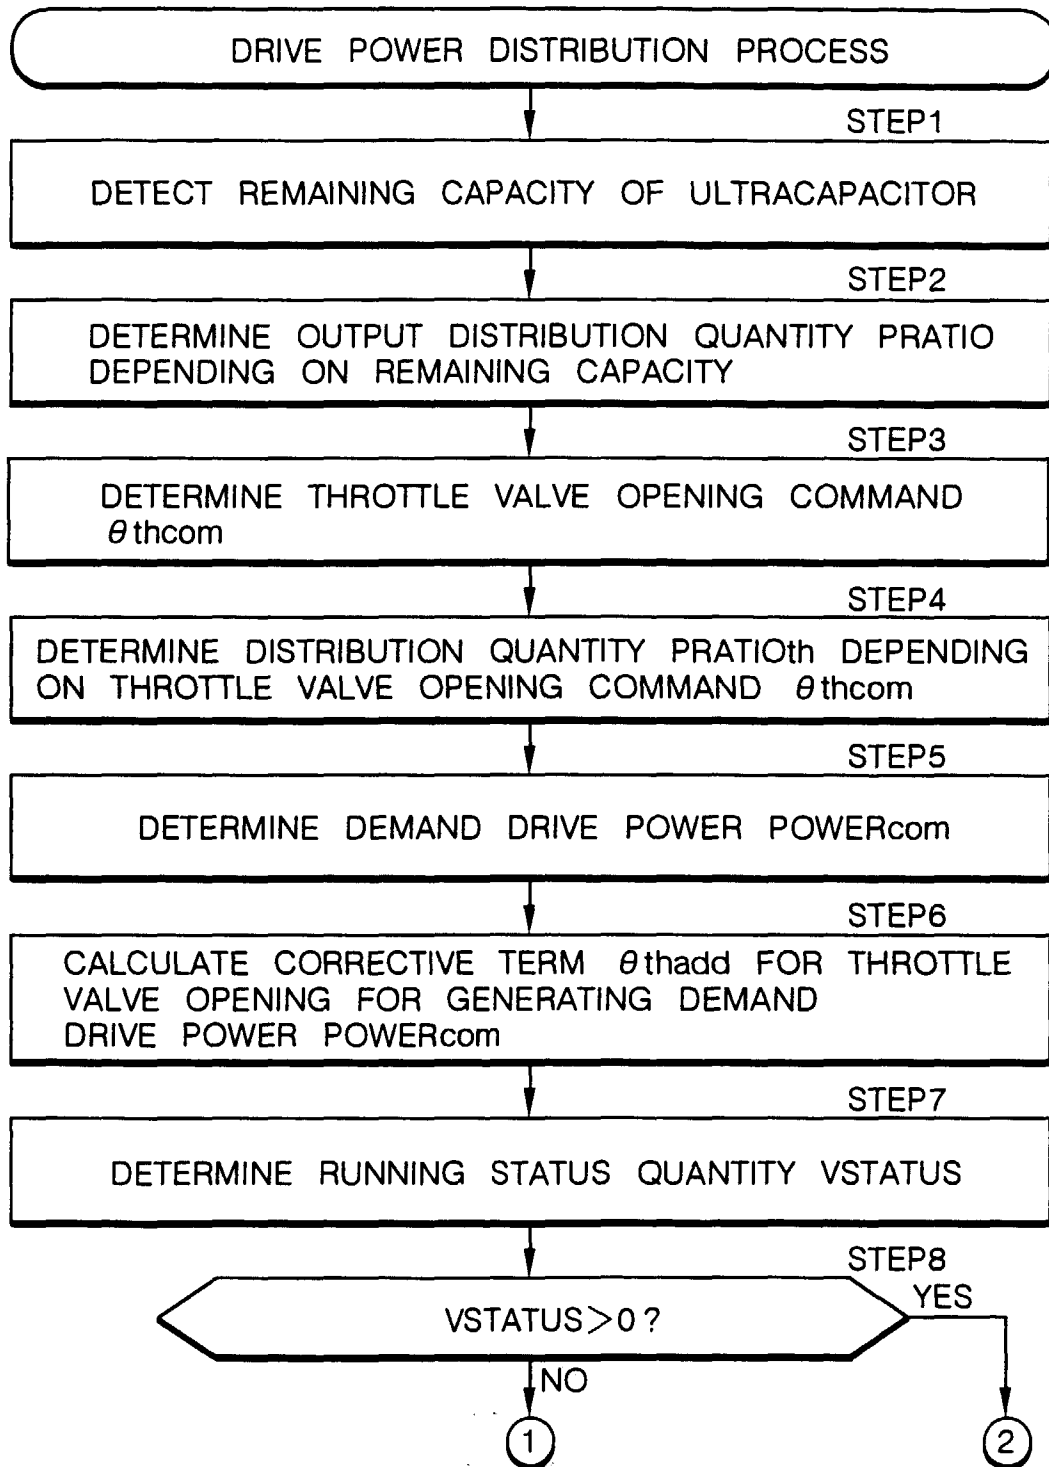 DRIVE POWER DISTRIBUTION PROCESS
STEP1
DETECT REMAINING CAPACITY OF ULTRACAPACITOR
STEP2
DETERMINE OUTPUT DISTRIBUTION QUANTITY PRATIO
DEPENDING ON REMAINING CAPACITY
STEP3
DETERMINE THROTTLE VALVE OPENING COMMAND
θthcom
STEP4
DETERMINE DISTRIBUTION QUANTITY PRATIOth DEPENDING
ON THROTTLE VALVE OPENING COMMAND θthcom
STEP5
DETERMINE DEMAND DRIVE POWER POWERcom
STEP6
CALCULATE CORRECTIVE TERM θthadd FOR THROTTLE
VALVE OPENING FOR GENERATING DEMAND
DRIVE POWER POWERcom
STEP7
DETERMINE RUNNING STATUS QUANTITY VSTATUS
STEP8
VSTATUS>0?
YES
NO
1
2